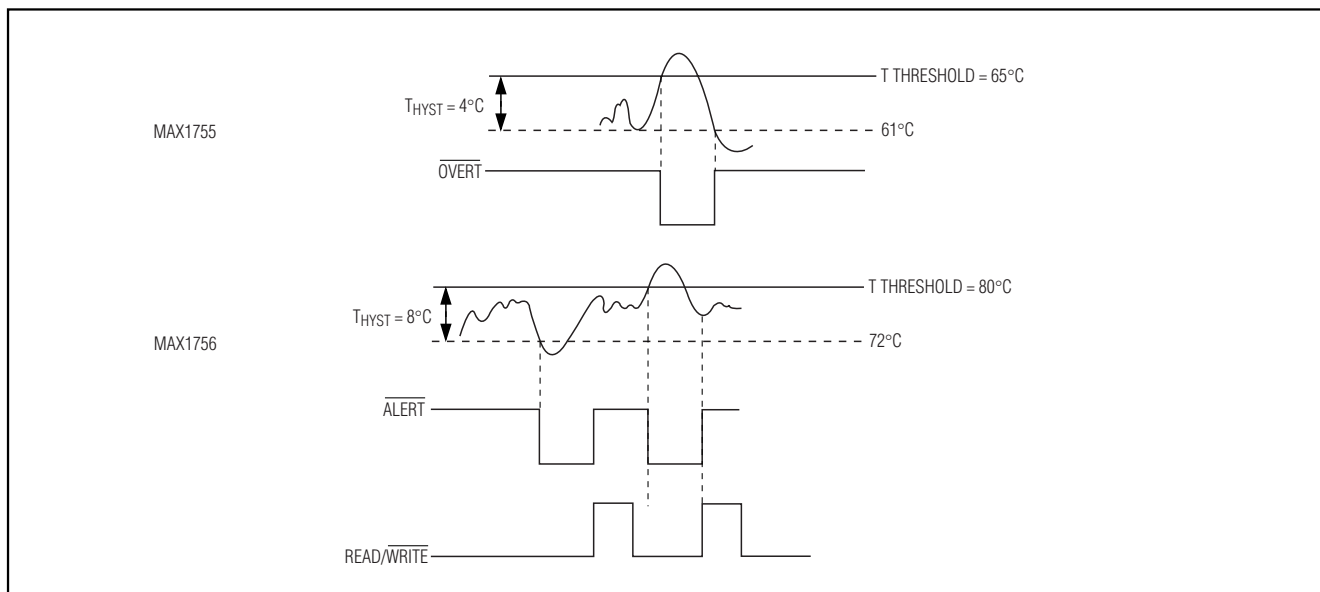 T THRESHOLD = 65°C
THYST = 4°C
MAX1755
61°C
OVERT
T THRESHOLD = 80°C
THYST = 8°C
MAX1756
72°C
ALERT
READ/WRITE